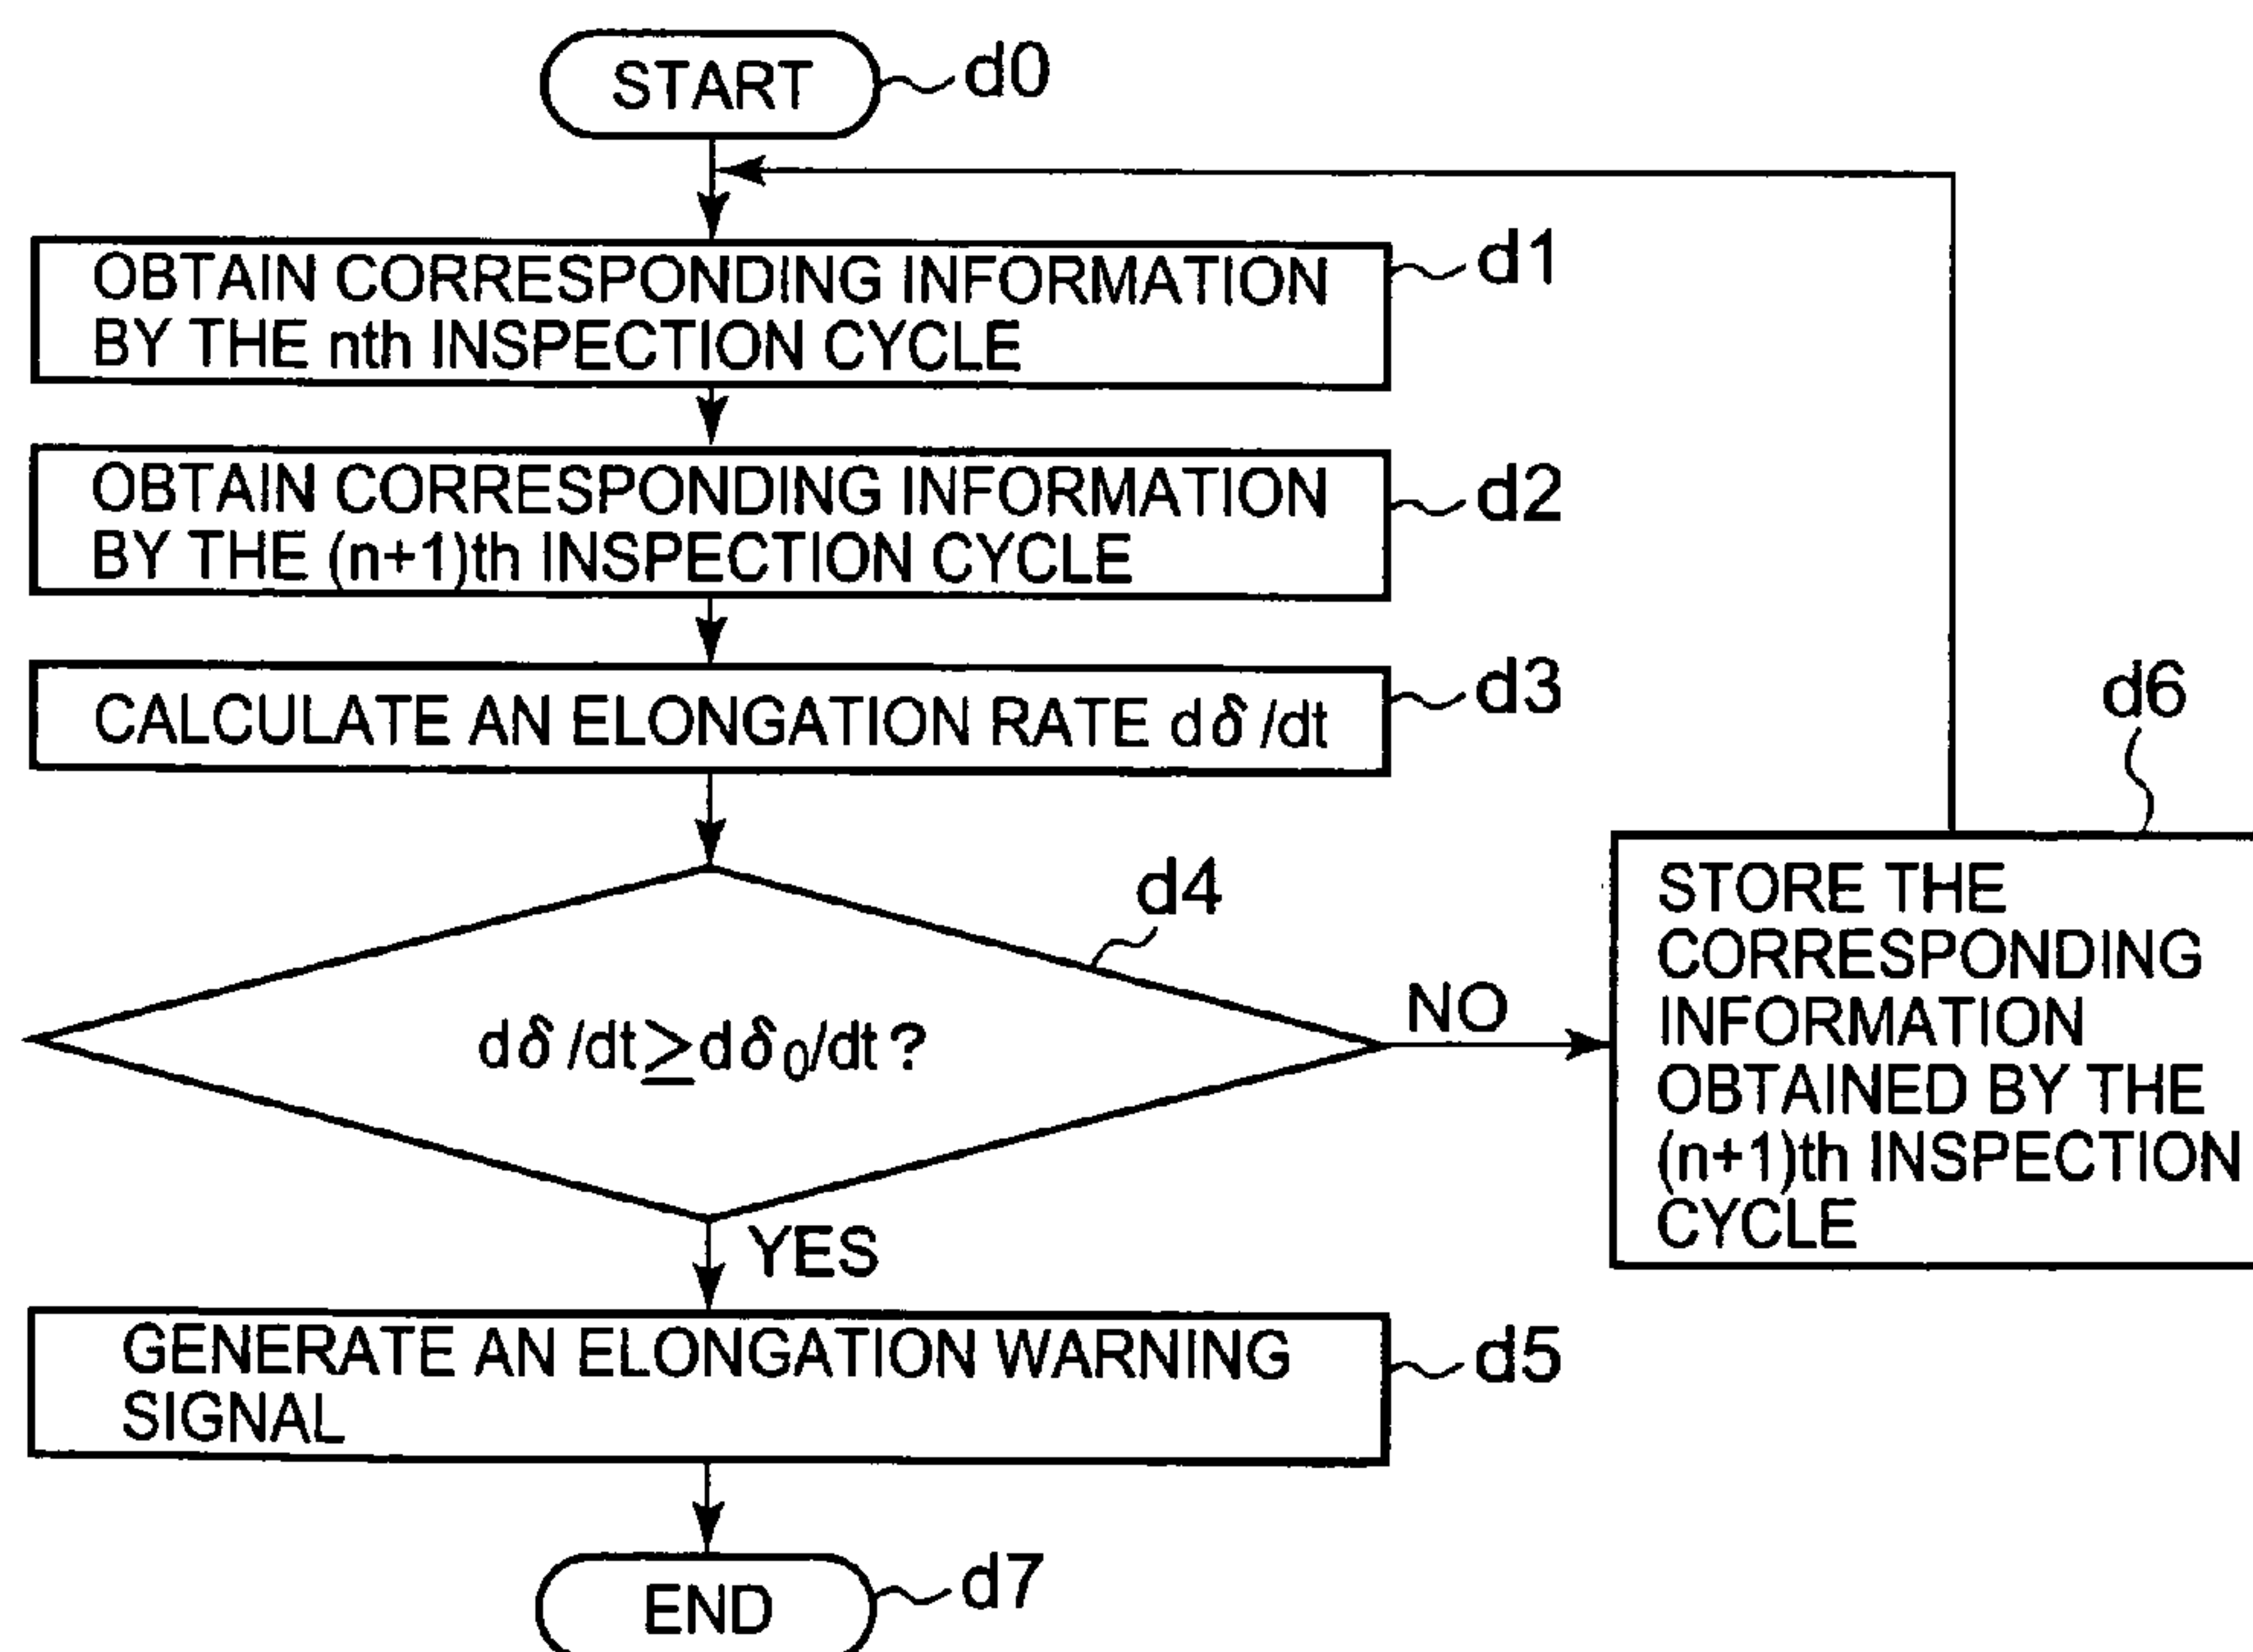 START
d0
OBTAIN CORRESPONDING INFORMATION
BY THE nth INSPECTION CYCLE
d1
OBTAIN CORRESPONDING INFORMATION
BY THE (n+1)th INSPECTION CYCLE
d2
CALCULATE AN ELONGATION RATE dδ/dt
d3
dδ/dt≥dδ₀/dt?
d4
NO
STORE THE
CORRESPONDING
INFORMATION
OBTAINED BY THE
(n+1)th INSPECTION
CYCLE
d6
YES
GENERATE AN ELONGATION WARNING
SIGNAL
d5
END
d7